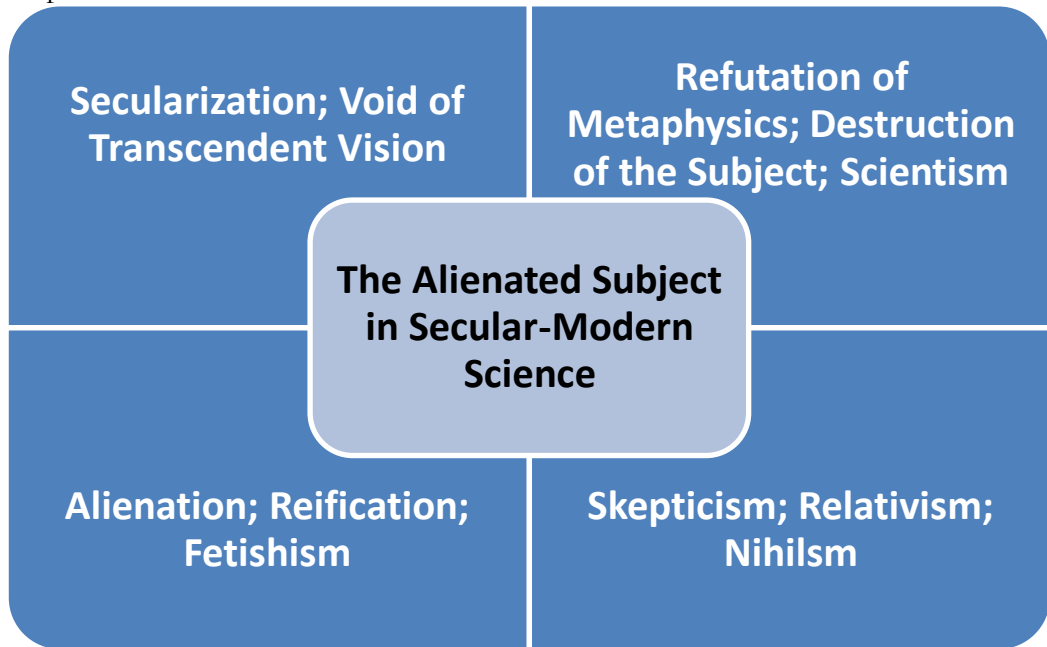 Secularization; Void of
Transcendent Vision
Refutation of
Metaphysics; Destruction
of the Subject; Scientism
The Alienated Subject
in Secular-Modern
Science
Alienation; Reification;
Fetishism
Skepticism; Relativism;
Nihilsm